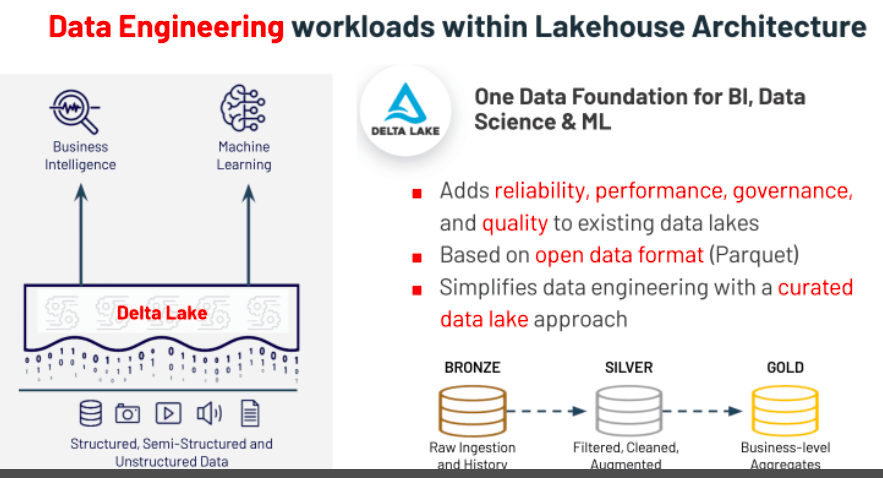 Data Engineering workloads within Lakehouse Architecture
Business
Intelligence
Machine
Learning
Delta Lake
Structured, Semi-Structured and
Unstructured Data
DELTA LAKE
One Data Foundation for BI, Data
Science & ML
Adds reliability, performance, governance,
and quality to existing data lakes
Based on open data format (Parquet)
Simplifies data engineering with a curated
data lake approach
BRONZE
Raw Ingestion
and History
SILVER
Filtered, Cleaned,
Augmented
GOLD
Business-level
Aggregates